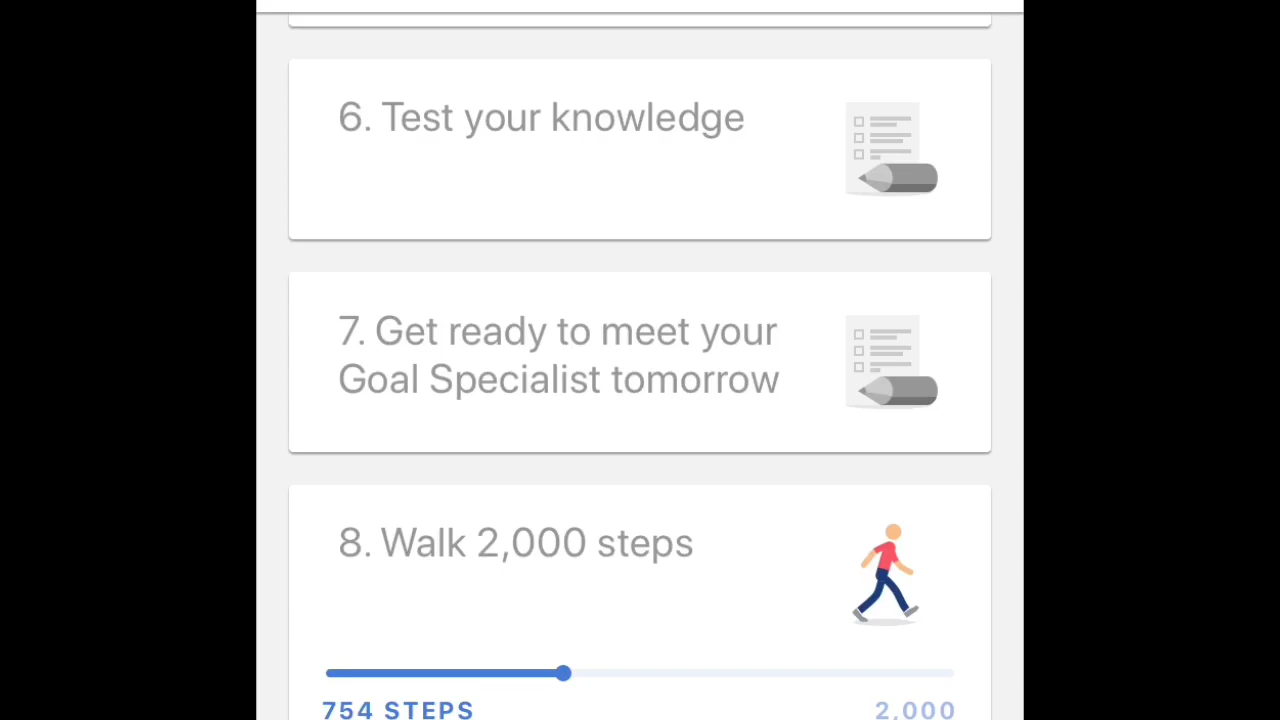 6. Test your knowledge
7. Get ready to meet your
Goal Specialist tomorrow
8. Walk 2,000 steps
754 STEPS
2,000